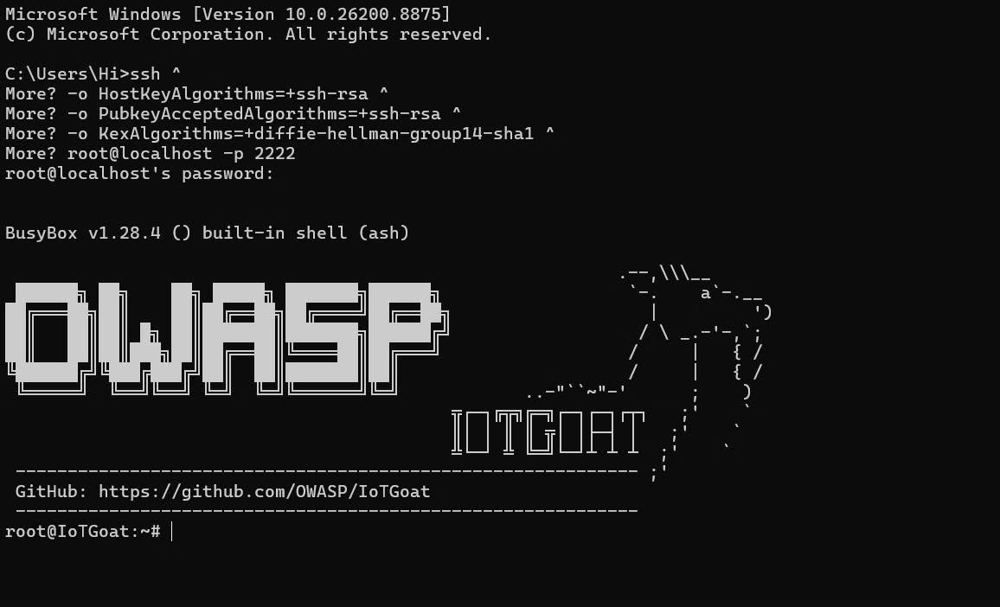 Microsoft Windows [Version 10.0.26200.8875]
(c) Microsoft Corporation. All rights reserved.
C:\Users\Hi>ssh ^
More? -o HostKeyAlgorithms=+ssh-rsa ^
More? -o PubkeyAcceptedAlgorithms=+ssh-rsa ^
More? -o KexAlgorithms=+diffie-hellman-group14-sha1 ^
More? root@localhost -p 2222
root@localhost's password:
BusyBox v1.28.4 () built-in shell (ash)
OWASP
IOTGOAT
GitHub: https://github.com/OWASP/IoTGoat
root@IoTGoat:~#